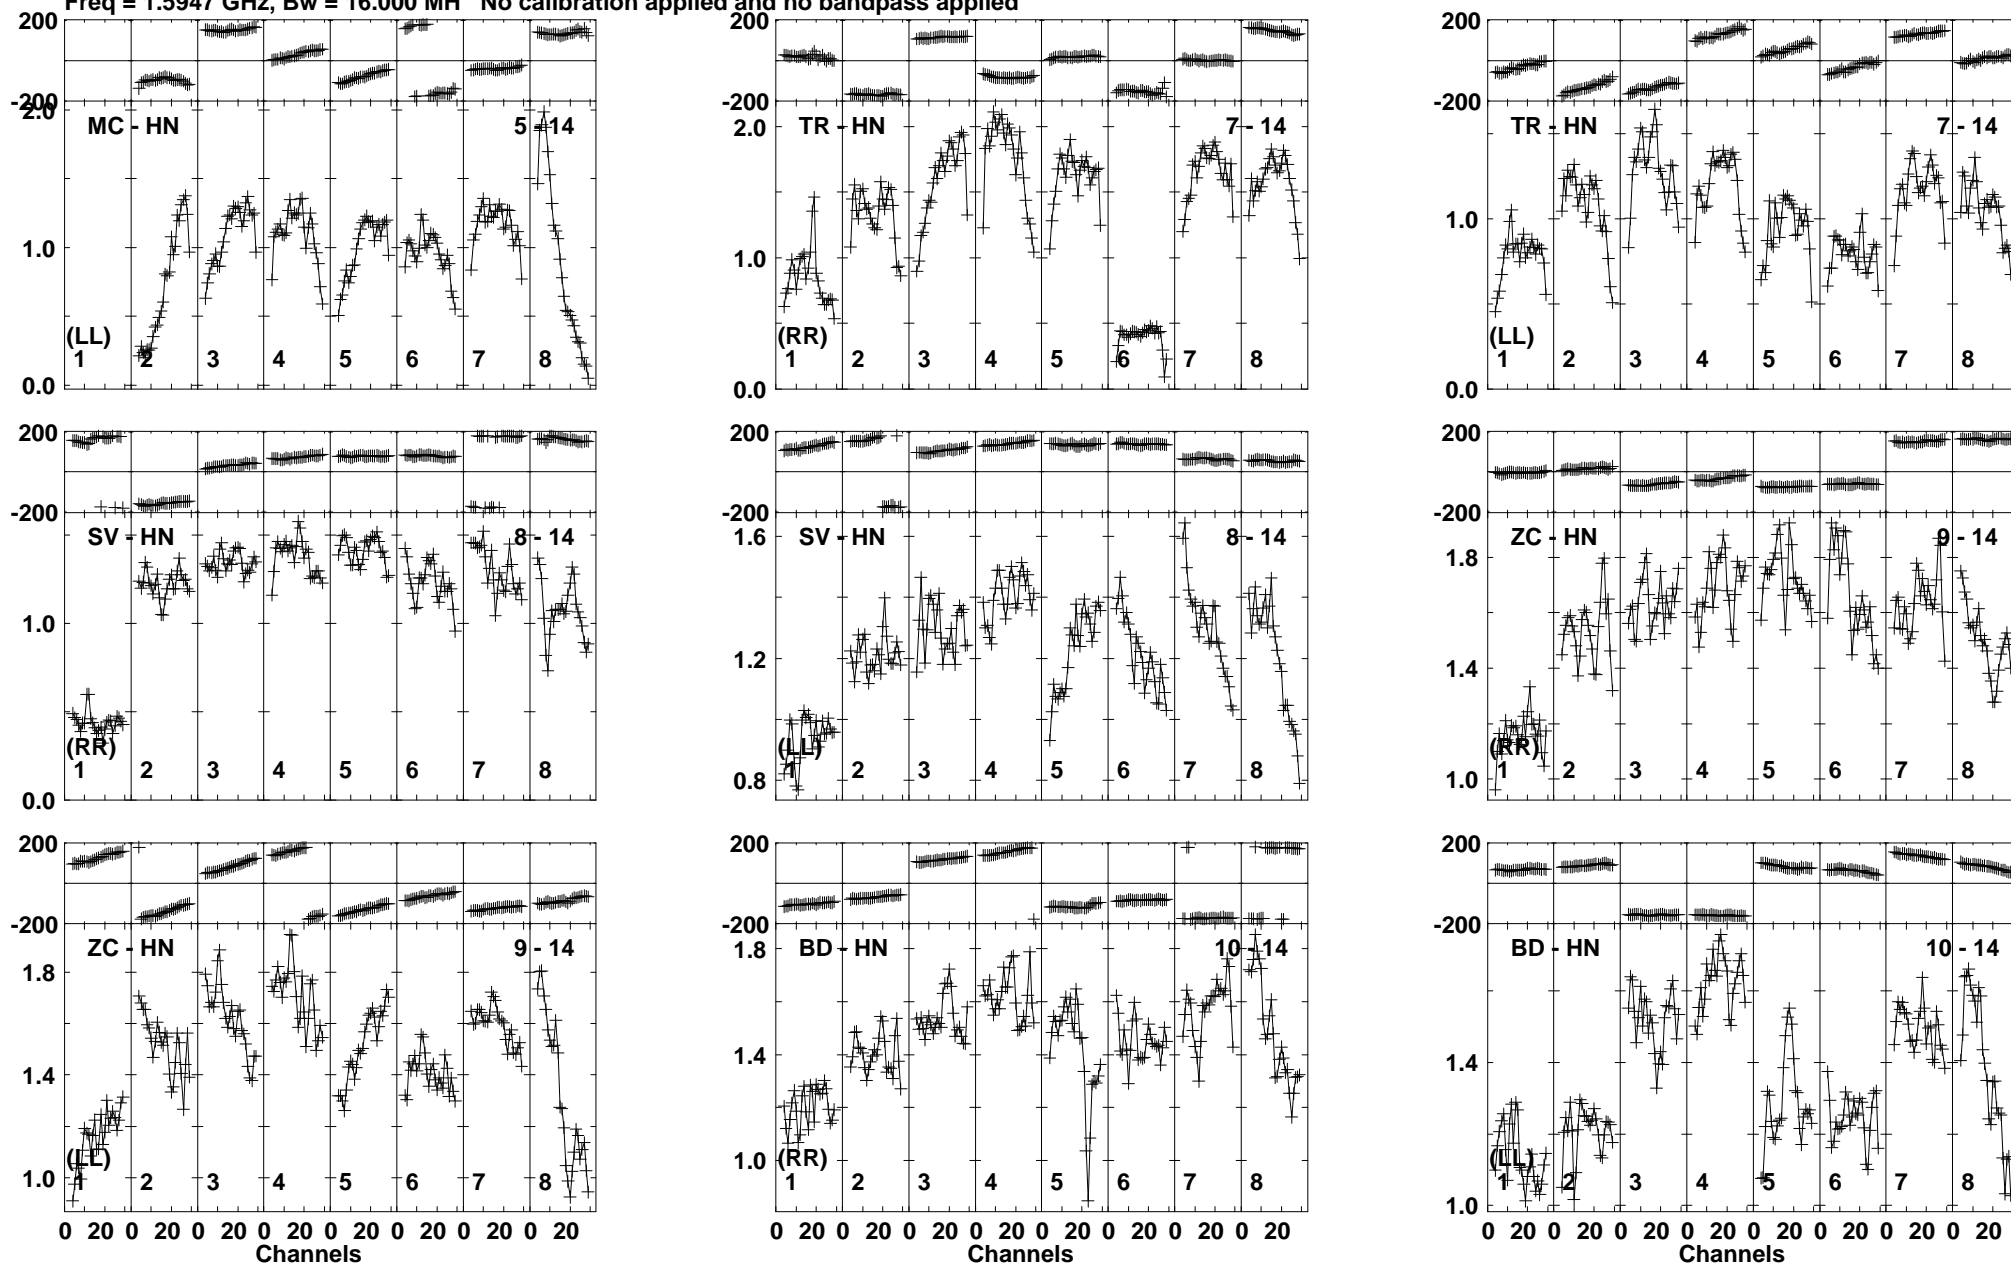 Freq = 1.5947 GHz, Bw = 16.000 MH No calibration applied and no bandpass applied
200 200 200
-200 -200 -200
2.0 MC - HN 5 - 14 2.0 TR - HN 7 - 14 TR - HN 7 - 14
1.0 1.0 1.0
(LL) (RR) (LL)
1 2 3 4 5 6 7 8 1 2 3 4 5 6 7 8 1 2 3 4 5 6 7 8
0.0 0.0 0.0
200 200 200
-200 -200 -200
SV - HN 8 - 14 1.6 SV - HN 8 - 14 1.8 ZC - HN 9 - 14
1.0 1.2 1.4
(RR) (LL) (RR)
1 2 3 4 5 6 7 8 0.8 1 2 3 4 5 6 7 8 1.0 1 2 3 4 5 6 7 8
0.0
200 200 200
-200 -200 -200
1.8 ZC - HN 9 - 14 1.8 BD - HN 10 - 14 BD - HN 10 - 14
1.4 1.4 1.4
(LL) 1.0 (RR) (LL)
1.0 1 2 3 4 5 6 7 8 1 2 3 4 5 6 7 8 1.0 1 2 3 4 5 6 7 8
0 20 0 20 0 20 0 20 0 20 0 20 0 20 0 20 0 20 0 20 0 20 0 20 0 20 0 20 0 20 0 20 0 20 0 20 0 20 0 20 0 20 0 20 0 20 0 20
Channels Channels Channels